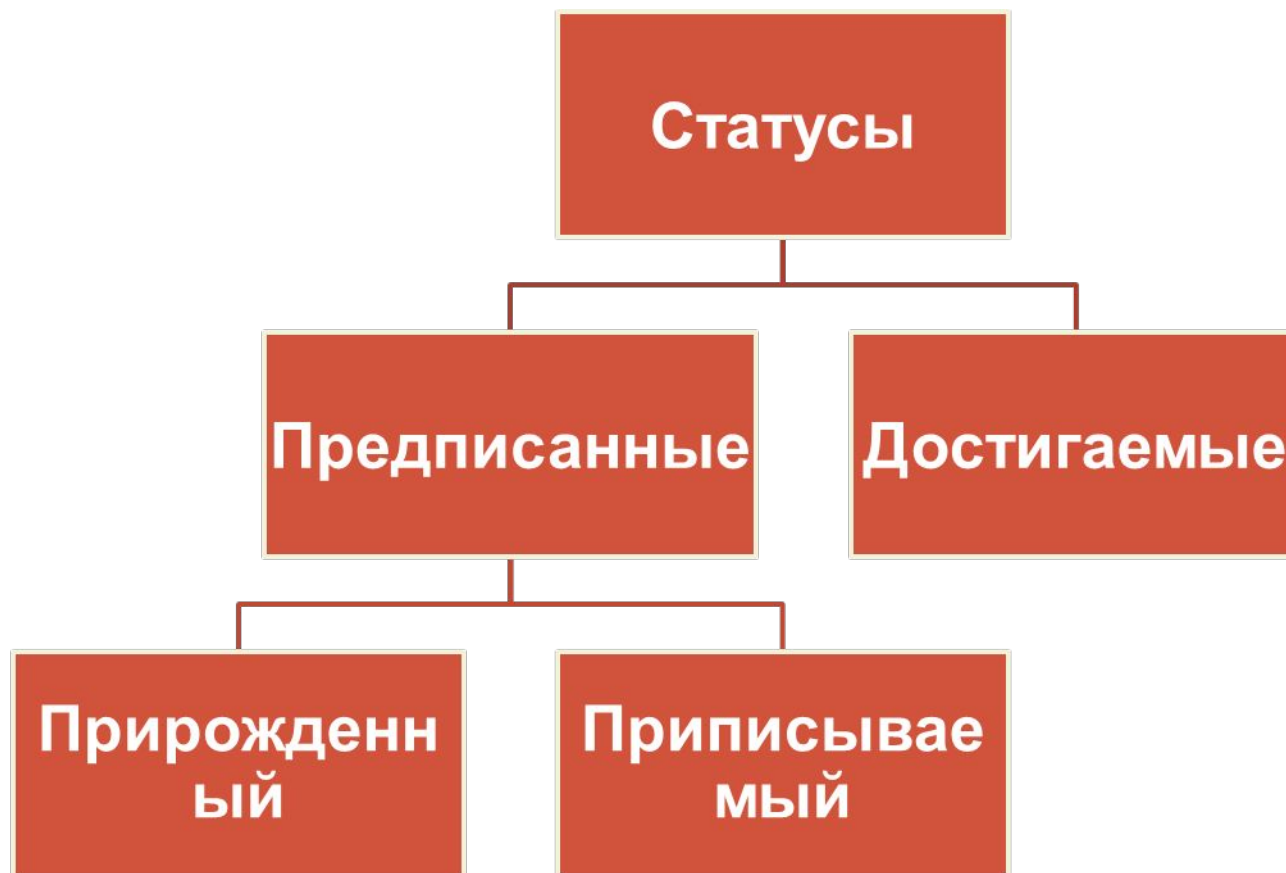 Статусы
Предписанные
Достигаемые
Прирожденн
ый
Приписывае
мый